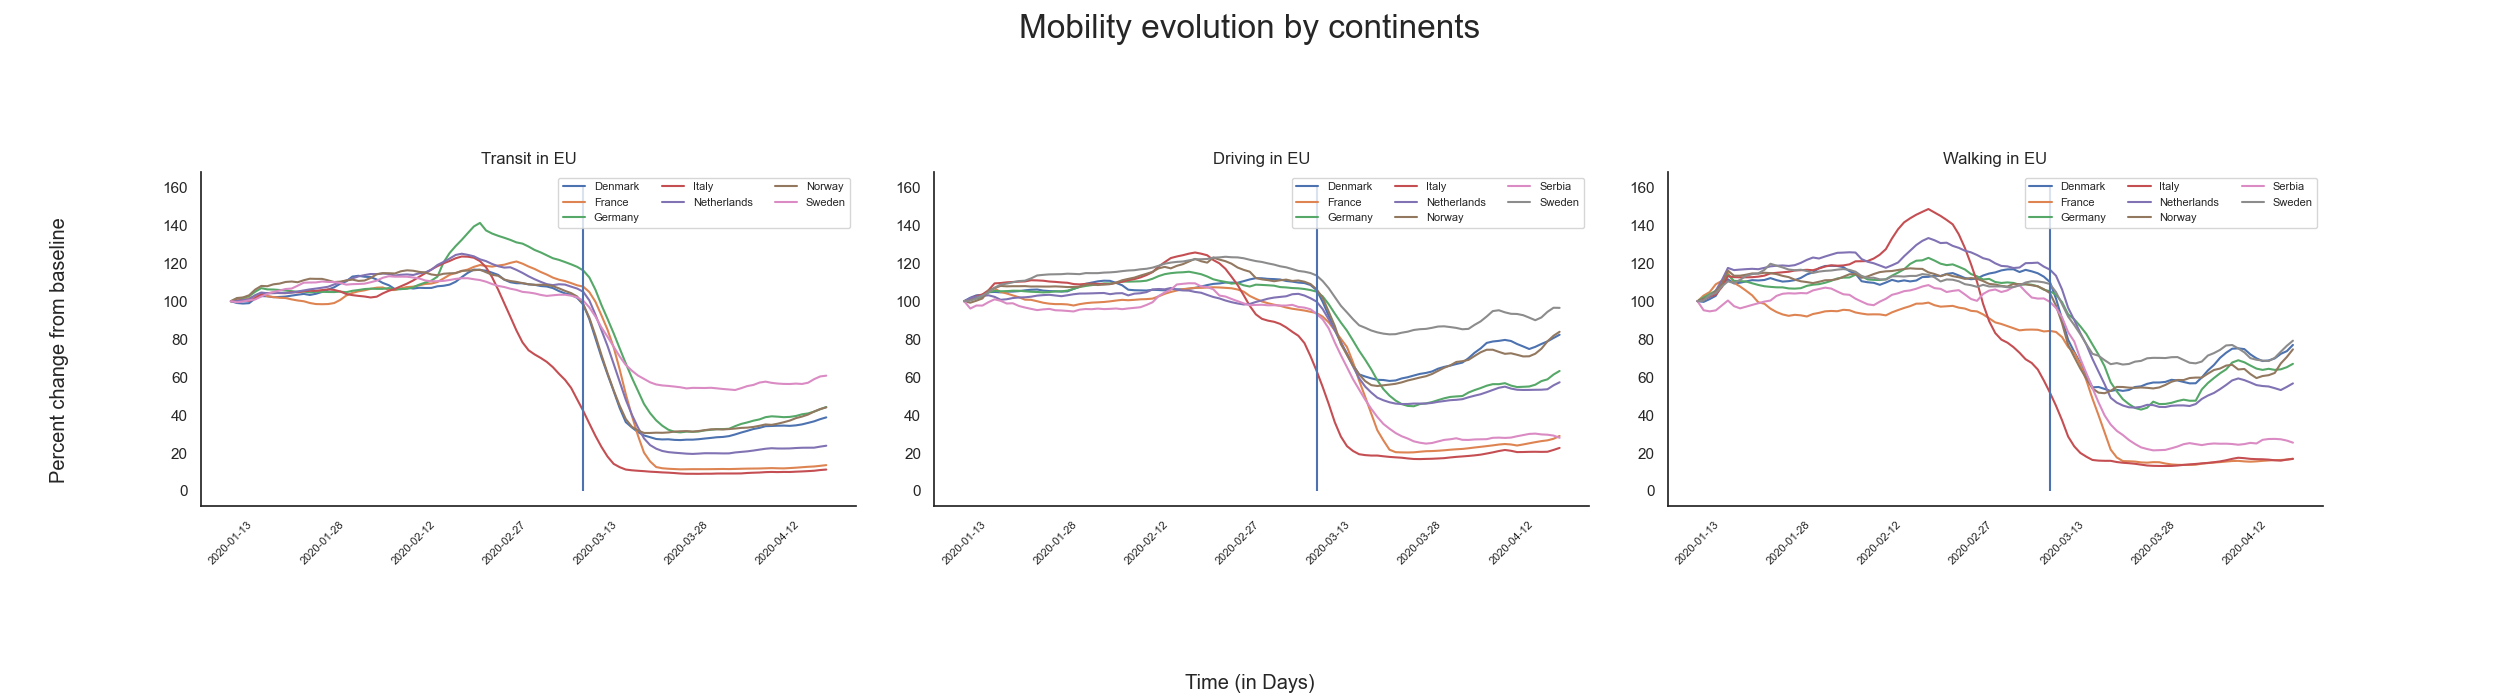 Mobility evolution by continents
Percent change from baseline
Transit in EU
Denmark Italy Norway
France Netherlands Sweden
Germany
160
140
120
100
80
60
40
20
0
2020-01-13 2020-01-28 2020-02-12 2020-02-27 2020-03-13 2020-03-28 2020-04-12
Driving in EU
Denmark Italy Serbia
France Netherlands Sweden
Germany Norway
160
140
120
100
80
60
40
20
0
2020-01-13 2020-01-28 2020-02-12 2020-02-27 2020-03-13 2020-03-28 2020-04-12
Walking in EU
Denmark Italy Serbia
France Netherlands Sweden
Germany Norway
160
140
120
100
80
60
40
20
0
2020-01-13 2020-01-28 2020-02-12 2020-02-27 2020-03-13 2020-03-28 2020-04-12
Time (in Days)